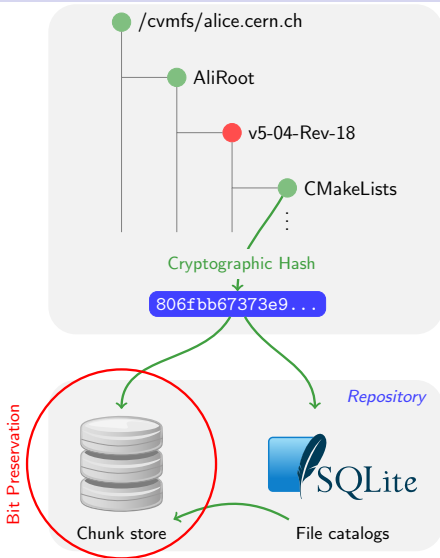 /cvmfs/alice.cern.ch
AliRoot
v5-04-Rev-18
CMakeLists
⋮
Cryptographic Hash
806fbb67373e9...
Repository
Bit Preservation
SQLite
Chunk store
File catalogs